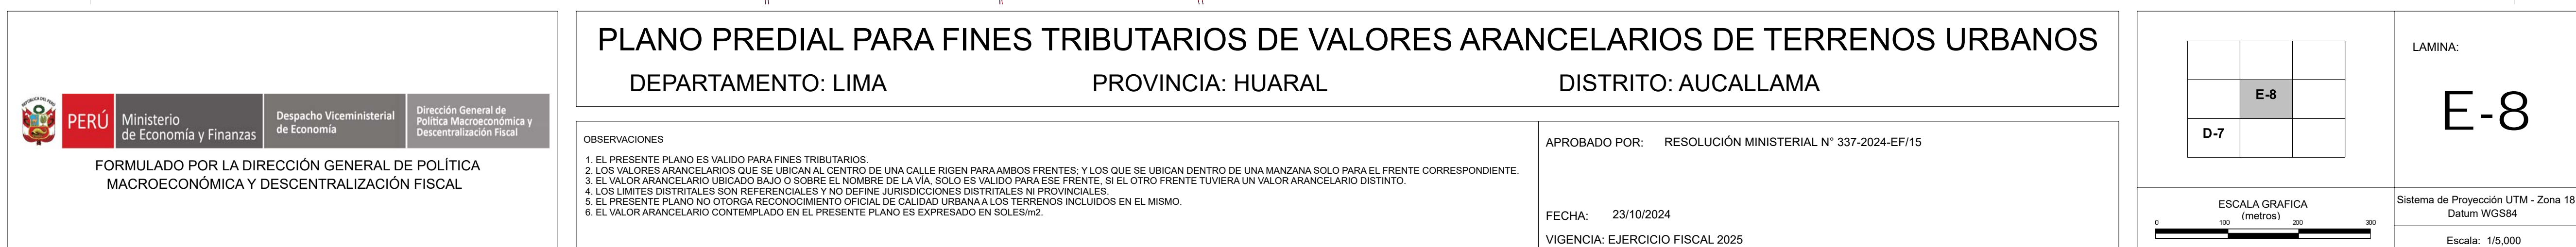 PERÚ
Ministerio
de Economía y Finanzas
Despacho Viceministerial
de Economía
Dirección General de
Política Macroeconómica y
Descentralización Fiscal
FORMULADO POR LA DIRECCIÓN GENERAL DE POLÍTICA
MACROECONÓMICA Y DESCENTRALIZACIÓN FISCAL
PLANO PREDIAL PARA FINES TRIBUTARIOS DE VALORES ARANCELARIOS DE TERRENOS URBANOS
DEPARTAMENTO: LIMA PROVINCIA: HUARAL DISTRITO: AUCALLAMA
OBSERVACIONES
1. EL PRESENTE PLANO ES VALIDO PARA FINES TRIBUTARIOS.
2. LOS VALORES ARANCELARIOS QUE SE UBICAN AL CENTRO DE UNA CALLE RIGEN PARA AMBOS FRENTES; Y LOS QUE SE UBICAN DENTRO DE UNA MANZANA SOLO PARA EL FRENTE CORRESPONDIENTE.
3. EL VALOR ARANCELARIO UBICADO BAJO O SOBRE EL NOMBRE DE LA VÍA, SOLO ES VALIDO PARA ESE FRENTE, SI EL OTRO FRENTE TUVIERA UN VALOR ARANCELARIO DISTINTO.
4. LOS LIMITES DISTRITALES SON REFERENCIALES Y NO DEFINE JURISDICCIONES DISTRITALES NI PROVINCIALES.
5. EL PRESENTE PLANO NO OTORGA RECONOCIMIENTO OFICIAL DE CALIDAD URBANA A LOS TERRENOS INCLUIDOS EN EL MISMO.
6. EL VALOR ARANCELARIO CONTEMPLADO EN EL PRESENTE PLANO ES EXPRESADO EN SOLES/m2.
APROBADO POR: RESOLUCIÓN MINISTERIAL N° 337-2024-EF/15
FECHA: 23/10/2024
VIGENCIA: EJERCICIO FISCAL 2025
E-8
D-7
ESCALA GRAFICA
(metros)
0 100 200 300
LAMINA:
E-8
Sistema de Proyección UTM - Zona 18
Datum WGS84
Escala: 1/5,000